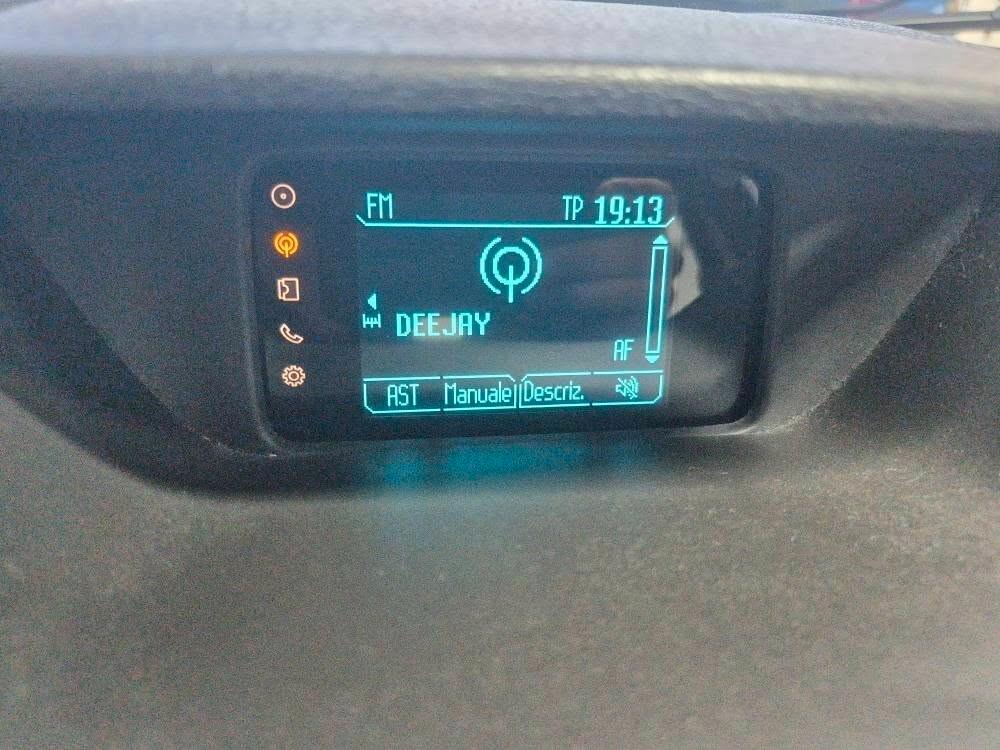 FM TP 19:13
DEEJAY
AF
AST Manuale Descriz.